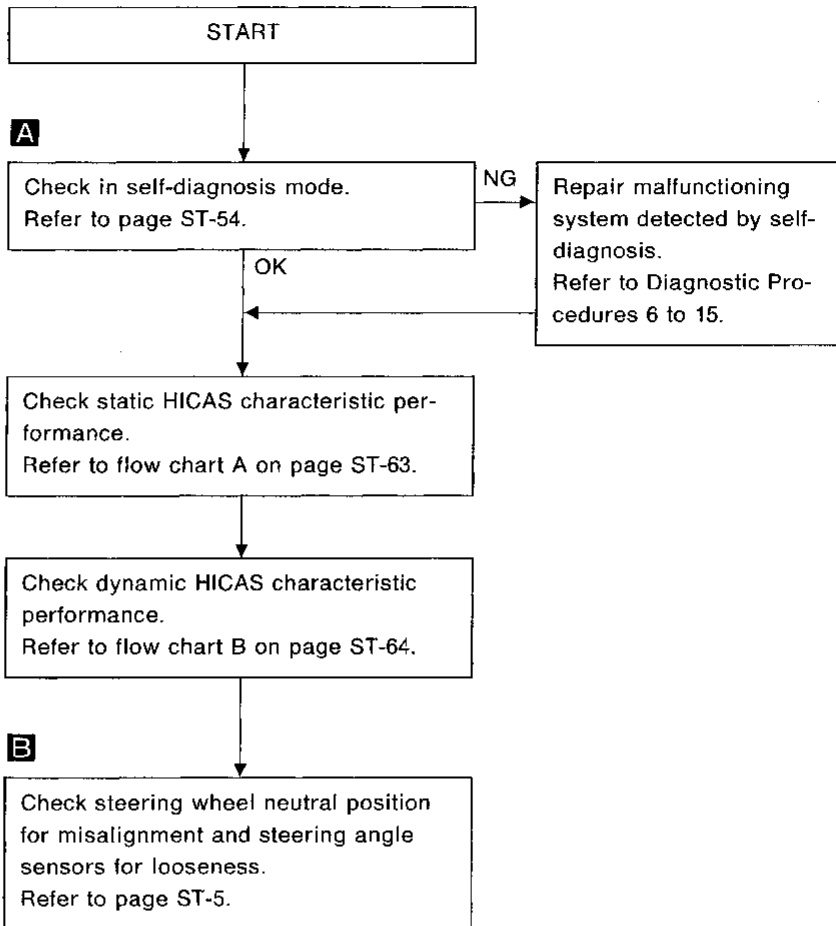 START
A
Check in self-diagnosis mode.
Refer to page ST-54.
NG
Repair malfunctioning
system detected by self-
diagnosis.
Refer to Diagnostic Pro-
cedures 6 to 15.
OK
Check static HICAS characteristic per-
formance.
Refer to flow chart A on page ST-63.
Check dynamic HICAS characteristic
performance.
Refer to flow chart B on page ST-64.
B
Check steering wheel neutral position
for misalignment and steering angle
sensors for looseness.
Refer to page ST-5.